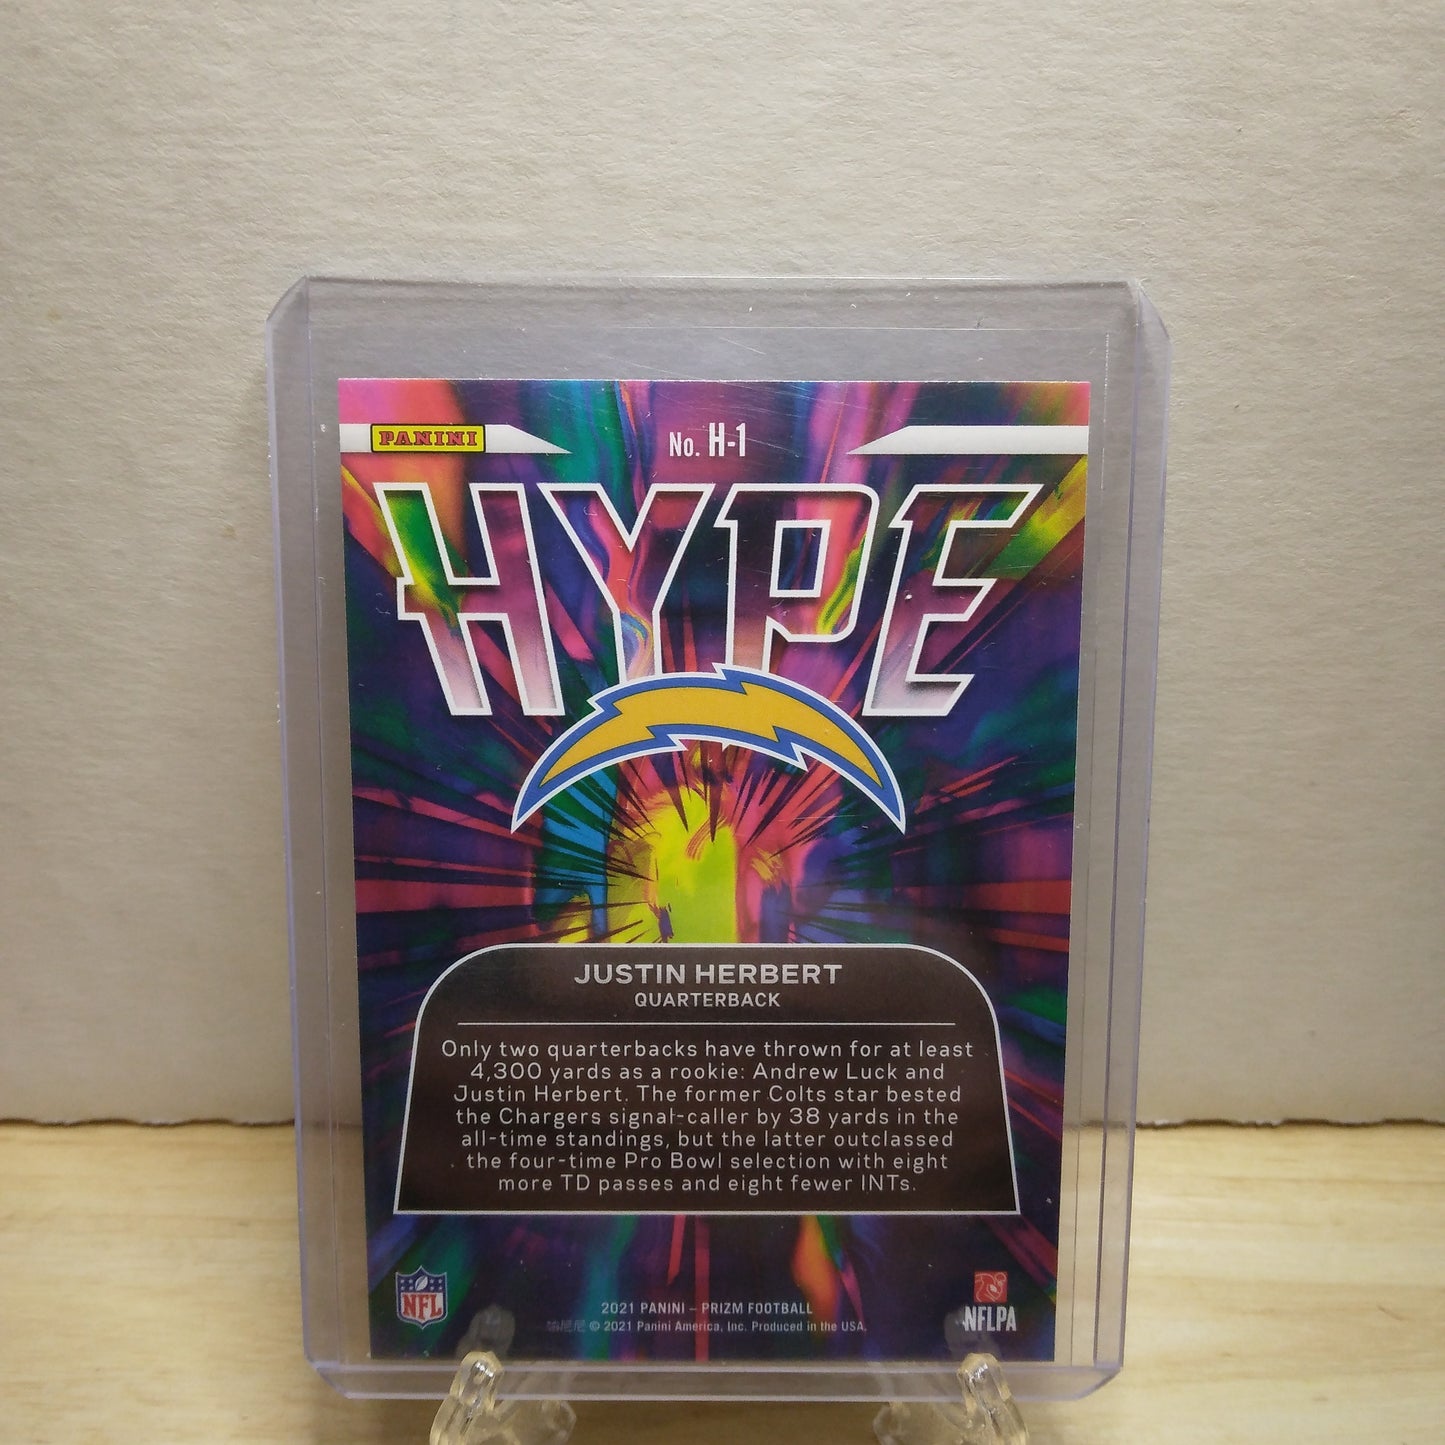 PANINI
No. H-1
HYPE
JUSTIN HERBERT
QUARTERBACK
Only two quarterbacks have thrown for at least
4,300 yards as a rookie: Andrew Luck and
Justin Herbert. The former Colts star bested
the Chargers signal-caller by 38 yards in the
all-time standings, but the latter outclassed
the four-time Pro Bowl selection with eight
more TD passes and eight fewer INTs.
NFL
2021 PANINI – PRIZM FOOTBALL
© 2021 Panini America, Inc. Produced in the USA.
NFLPA